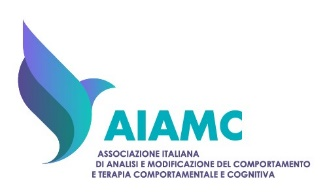 AIAMC
ASSOCIAZIONE ITALIANA
DI ANALISI E MODIFICAZIONE DEL COMPORTAMENTO
E TERAPIA COMPORTAMENTALE E COGNITIVA